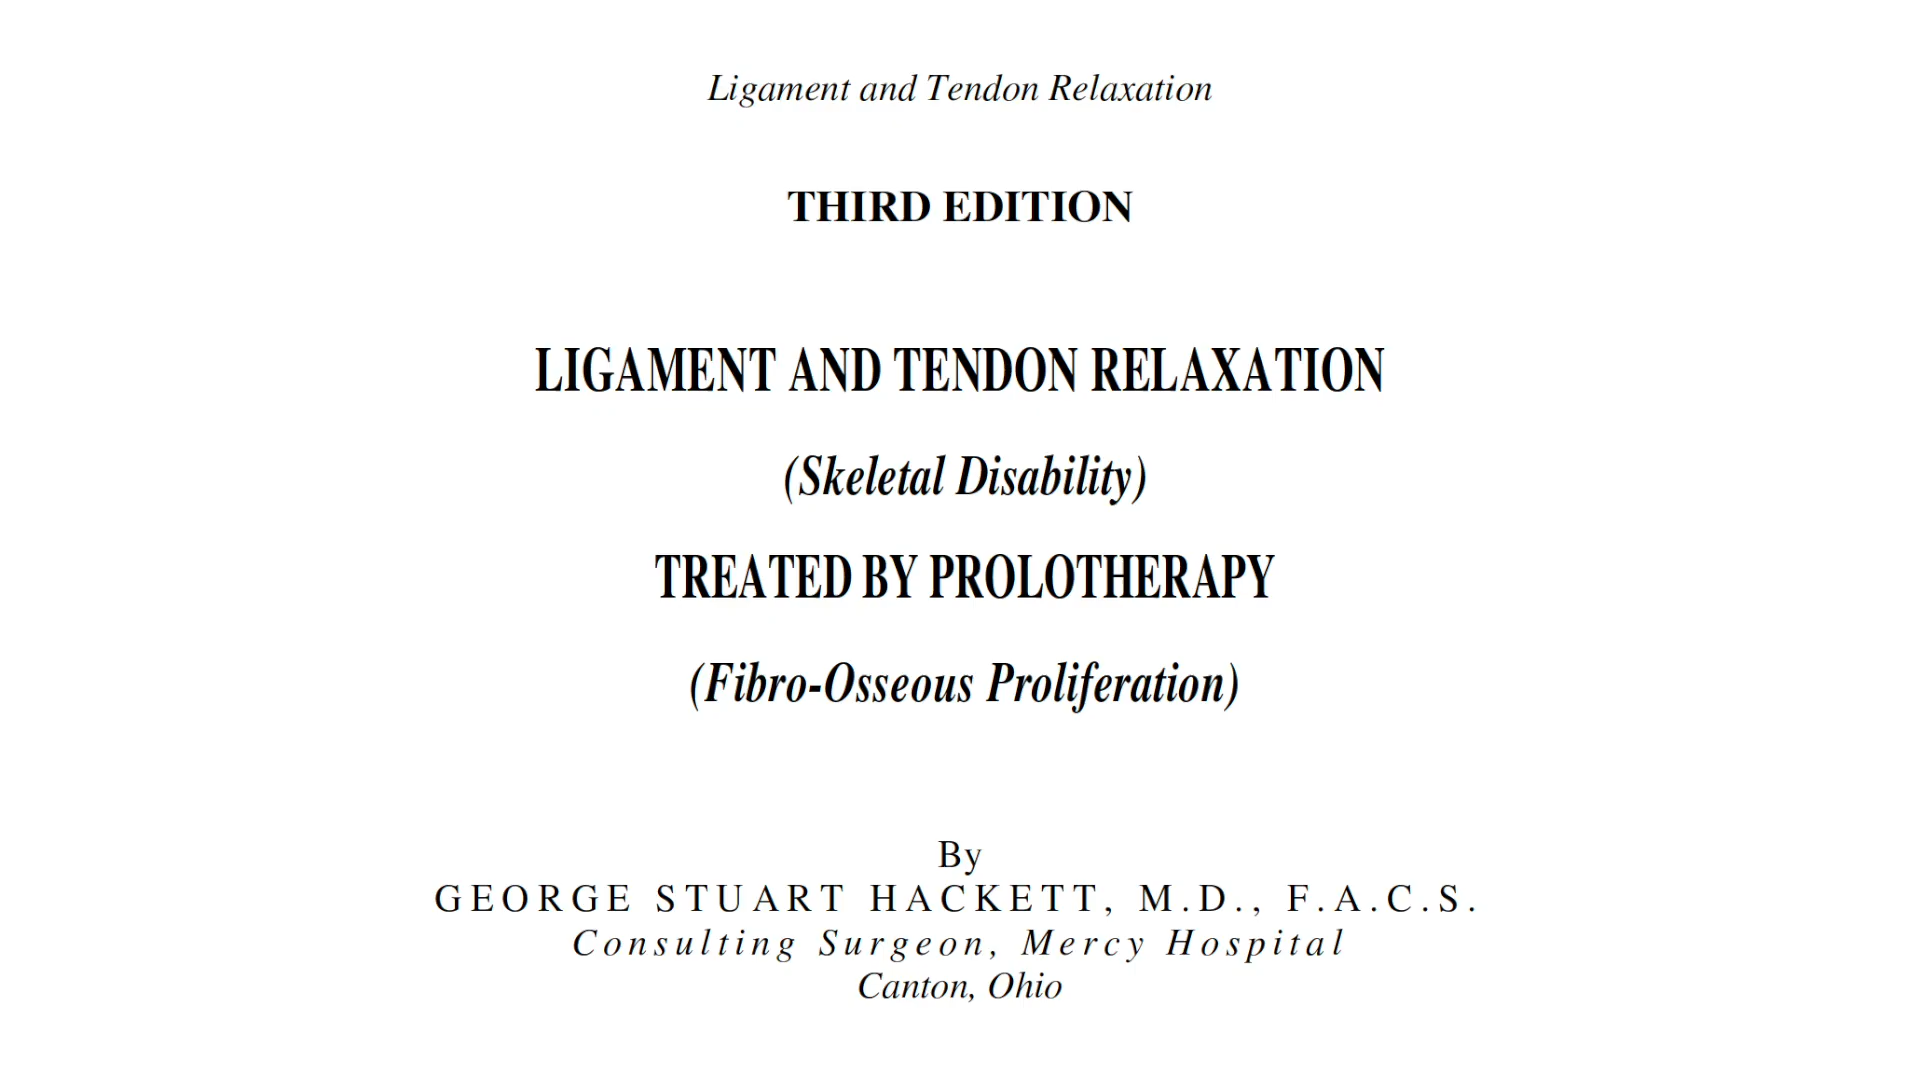 Ligament and Tendon Relaxation
THIRD EDITION
LIGAMENT AND TENDON RELAXATION
(Skeletal Disability)
TREATED BY PROLOTHERAPY
(Fibro-Osseous Proliferation)
By
GEORGE STUART HACKETT, M.D., F.A.C.S.
Consulting Surgeon, Mercy Hospital
Canton, Ohio